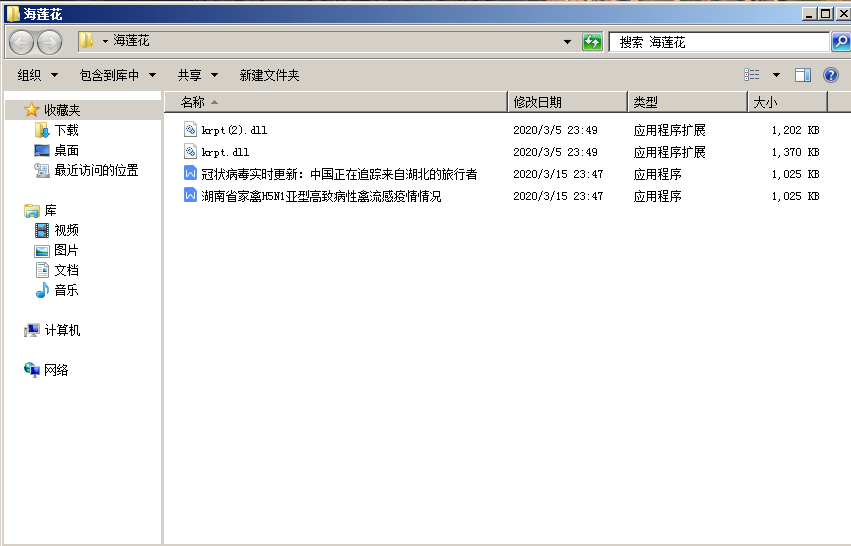 海莲花
海莲花
搜索 海莲花
组织 包含到库中 共享 新建文件夹
收藏夹
下载
桌面
最近访问的位置
库
视频
图片
文档
音乐
计算机
网络
名称 修改日期 类型 大小
krpt(2).dll 2020/3/5 23:49 应用程序扩展 1,202 KB
krpt.dll 2020/3/5 23:49 应用程序扩展 1,370 KB
冠状病毒实时更新：中国正在追踪来自湖北的旅行者 2020/3/15 23:47 应用程序 1,025 KB
湖南省家禽H5N1亚型高致病性禽流感疫情情况 2020/3/15 23:47 应用程序 1,025 KB